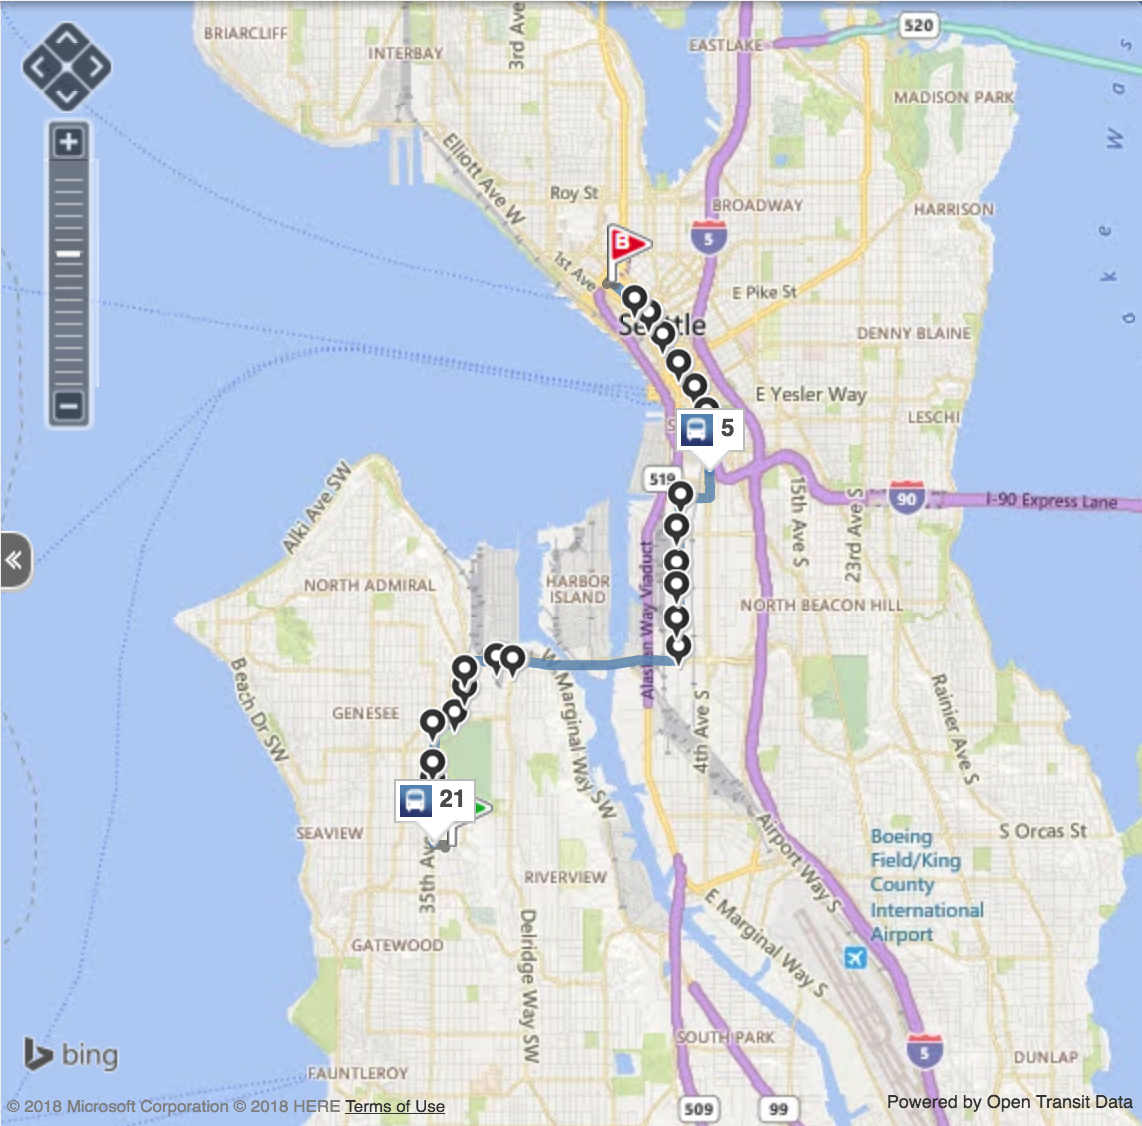 BRIARCLIFF
INTERBAY
3rd Ave
EASTLAKE
520
MADISON PARK
Elliott Ave W
Roy St
BROADWAY
HARRISON
5
B
1st Ave
E Pike St
Seattle
DENNY BLAINE
E Yesler Way
LESCHI
5
519
15th Ave S
23rd Ave S
90
I-90 Express Lane
Alki Ave SW
NORTH ADMIRAL
HARBOR
ISLAND
Alaskan Way Viaduct
NORTH BEACON HILL
Beach Dr SW
GENESEE
W Marginal Way SW
4th Ave S
Rainier Ave S
21
SEAVIEW
35th Ave
RIVERVIEW
Airport Way S
S Orcas St
Boeing
Field/King
County
International
Airport
E Marginal Way S
GATEWOOD
Delridge Way SW
SOUTH PARK
5
DUNLAP
bing
FAUNTLEROY
© 2018 Microsoft Corporation © 2018 HERE Terms of Use
509
99
Powered by Open Transit Data